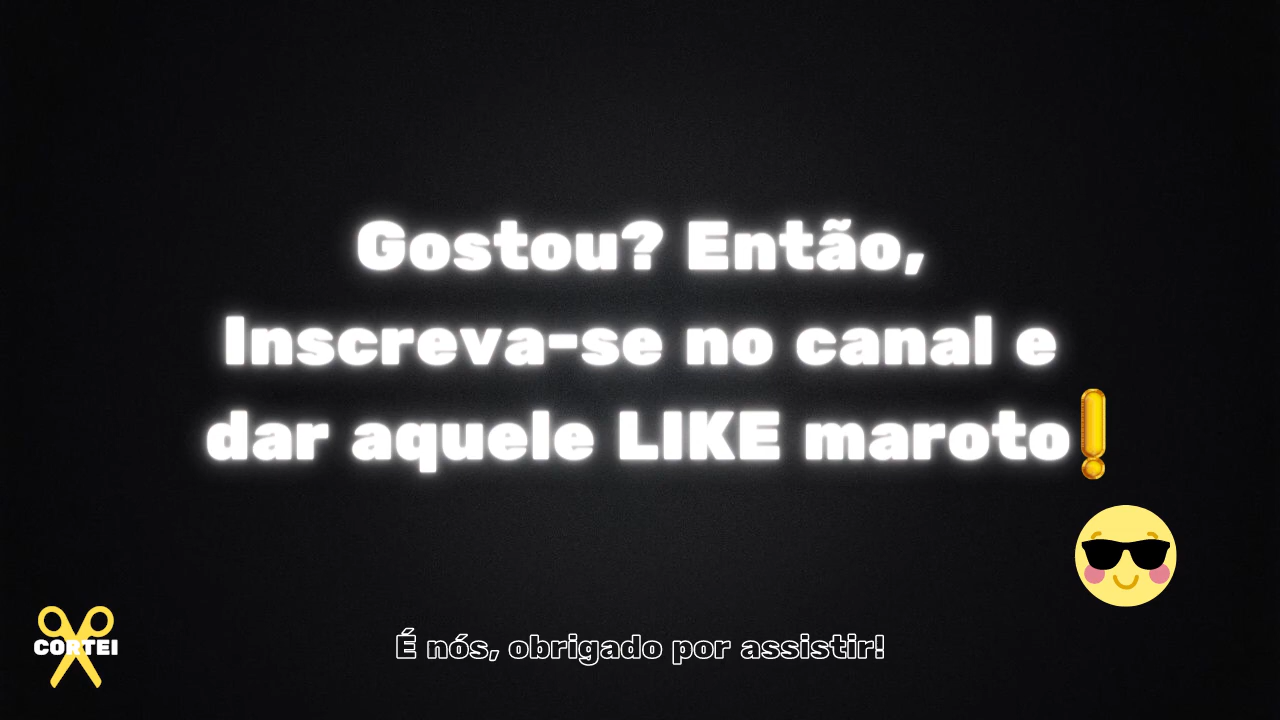 Gostou? Então,
Inscreva-se no canal e
dar aquele LIKE maroto!
CORTEI
É nós, obrigado por assistir!